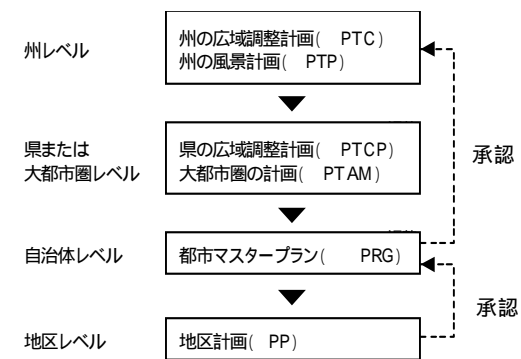 州レベル
州の広域調整計画( PTC)
州の風景計画( PTP)
県または
大都市圏レベル
県の広域調整計画( PTCP)
大都市圏の計画( PTAM)
承認
自治体レベル
都市マスタープラン( PRG)
承認
地区レベル
地区計画( PP)